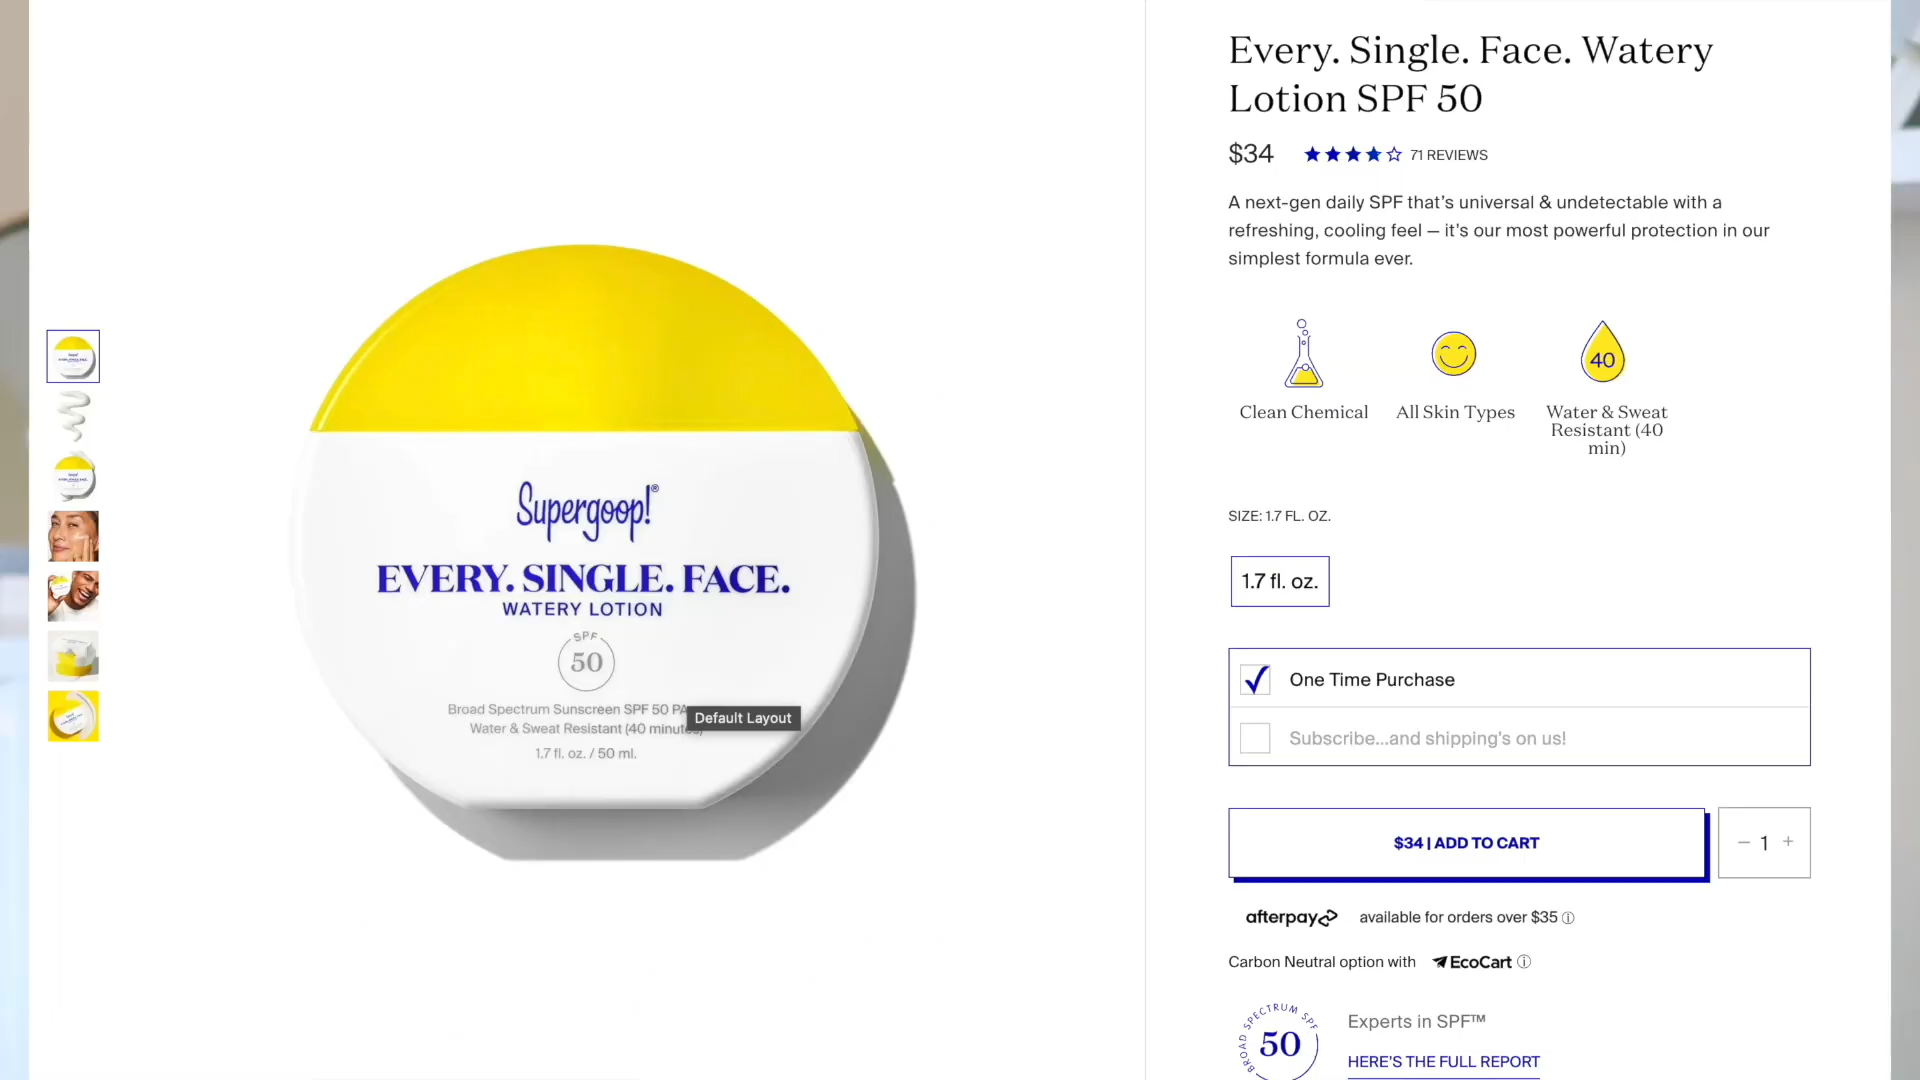 Every. Single. Face. Watery
Lotion SPF 50
$34
71 REVIEWS
A next-gen daily SPF that’s universal & undetectable with a
refreshing, cooling feel — it’s our most powerful protection in our
simplest formula ever.
40
Clean Chemical
All Skin Types
Water & Sweat
Resistant (40
min)
SIZE: 1.7 FL. OZ.
1.7 fl. oz.
One Time Purchase
Subscribe...and shipping's on us!
$34 | ADD TO CART
− 1 +
afterpay available for orders over $35
Carbon Neutral option with EcoCart
BROAD SPECTRUM SPF
50
Experts in SPF™
HERE'S THE FULL REPORT
Supergoop!®
EVERY. SINGLE. FACE.
WATERY LOTION
SPF
50
Broad Spectrum Sunscreen SPF 50
Water & Sweat Resistant (40
1.7 fl. oz. / 50 ml.
Default Layout